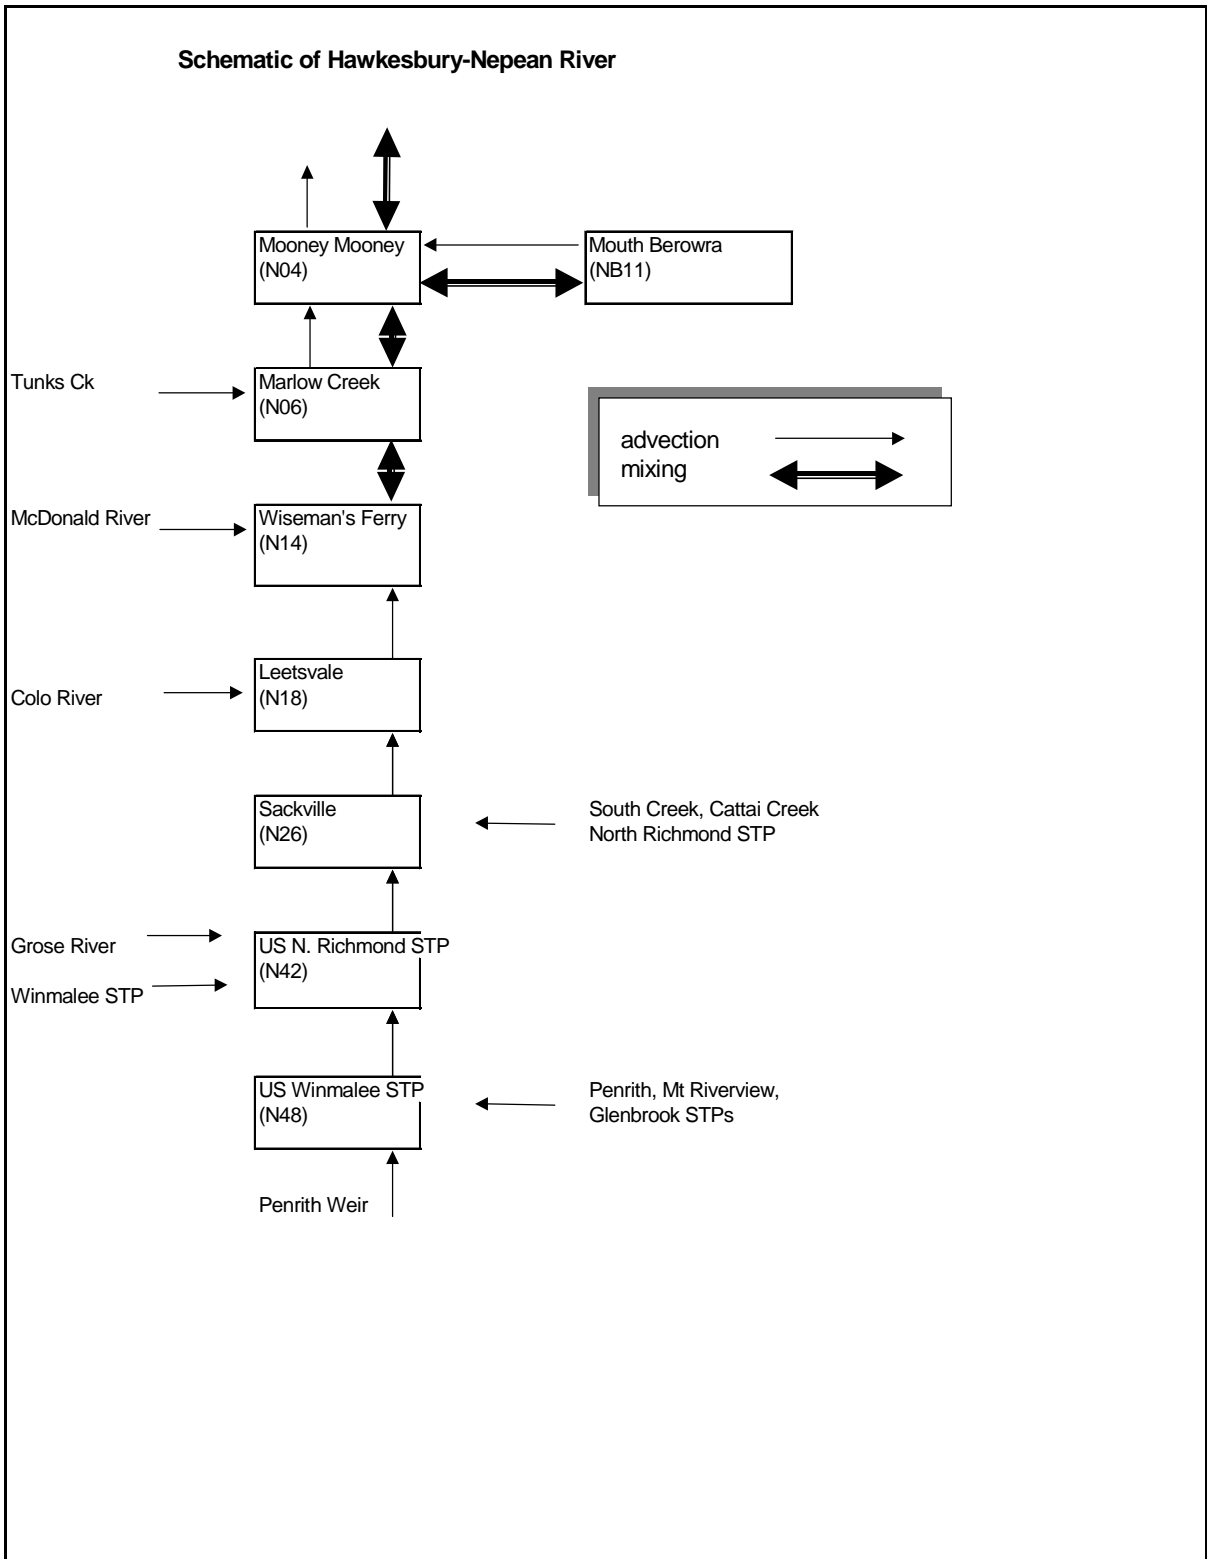 Schematic of Hawkesbury-Nepean River
Mooney Mooney
(N04)
Mouth Berowra
(NB11)
Tunks Ck
Marlow Creek
(N06)
advection
mixing
McDonald River
Wiseman's Ferry
(N14)
Colo River
Leetsvale
(N18)
Sackville
(N26)
South Creek, Cattai Creek
North Richmond STP
Grose River
Winmalee STP
US N. Richmond STP
(N42)
US Winmalee STP
(N48)
Penrith, Mt Riverview,
Glenbrook STPs
Penrith Weir